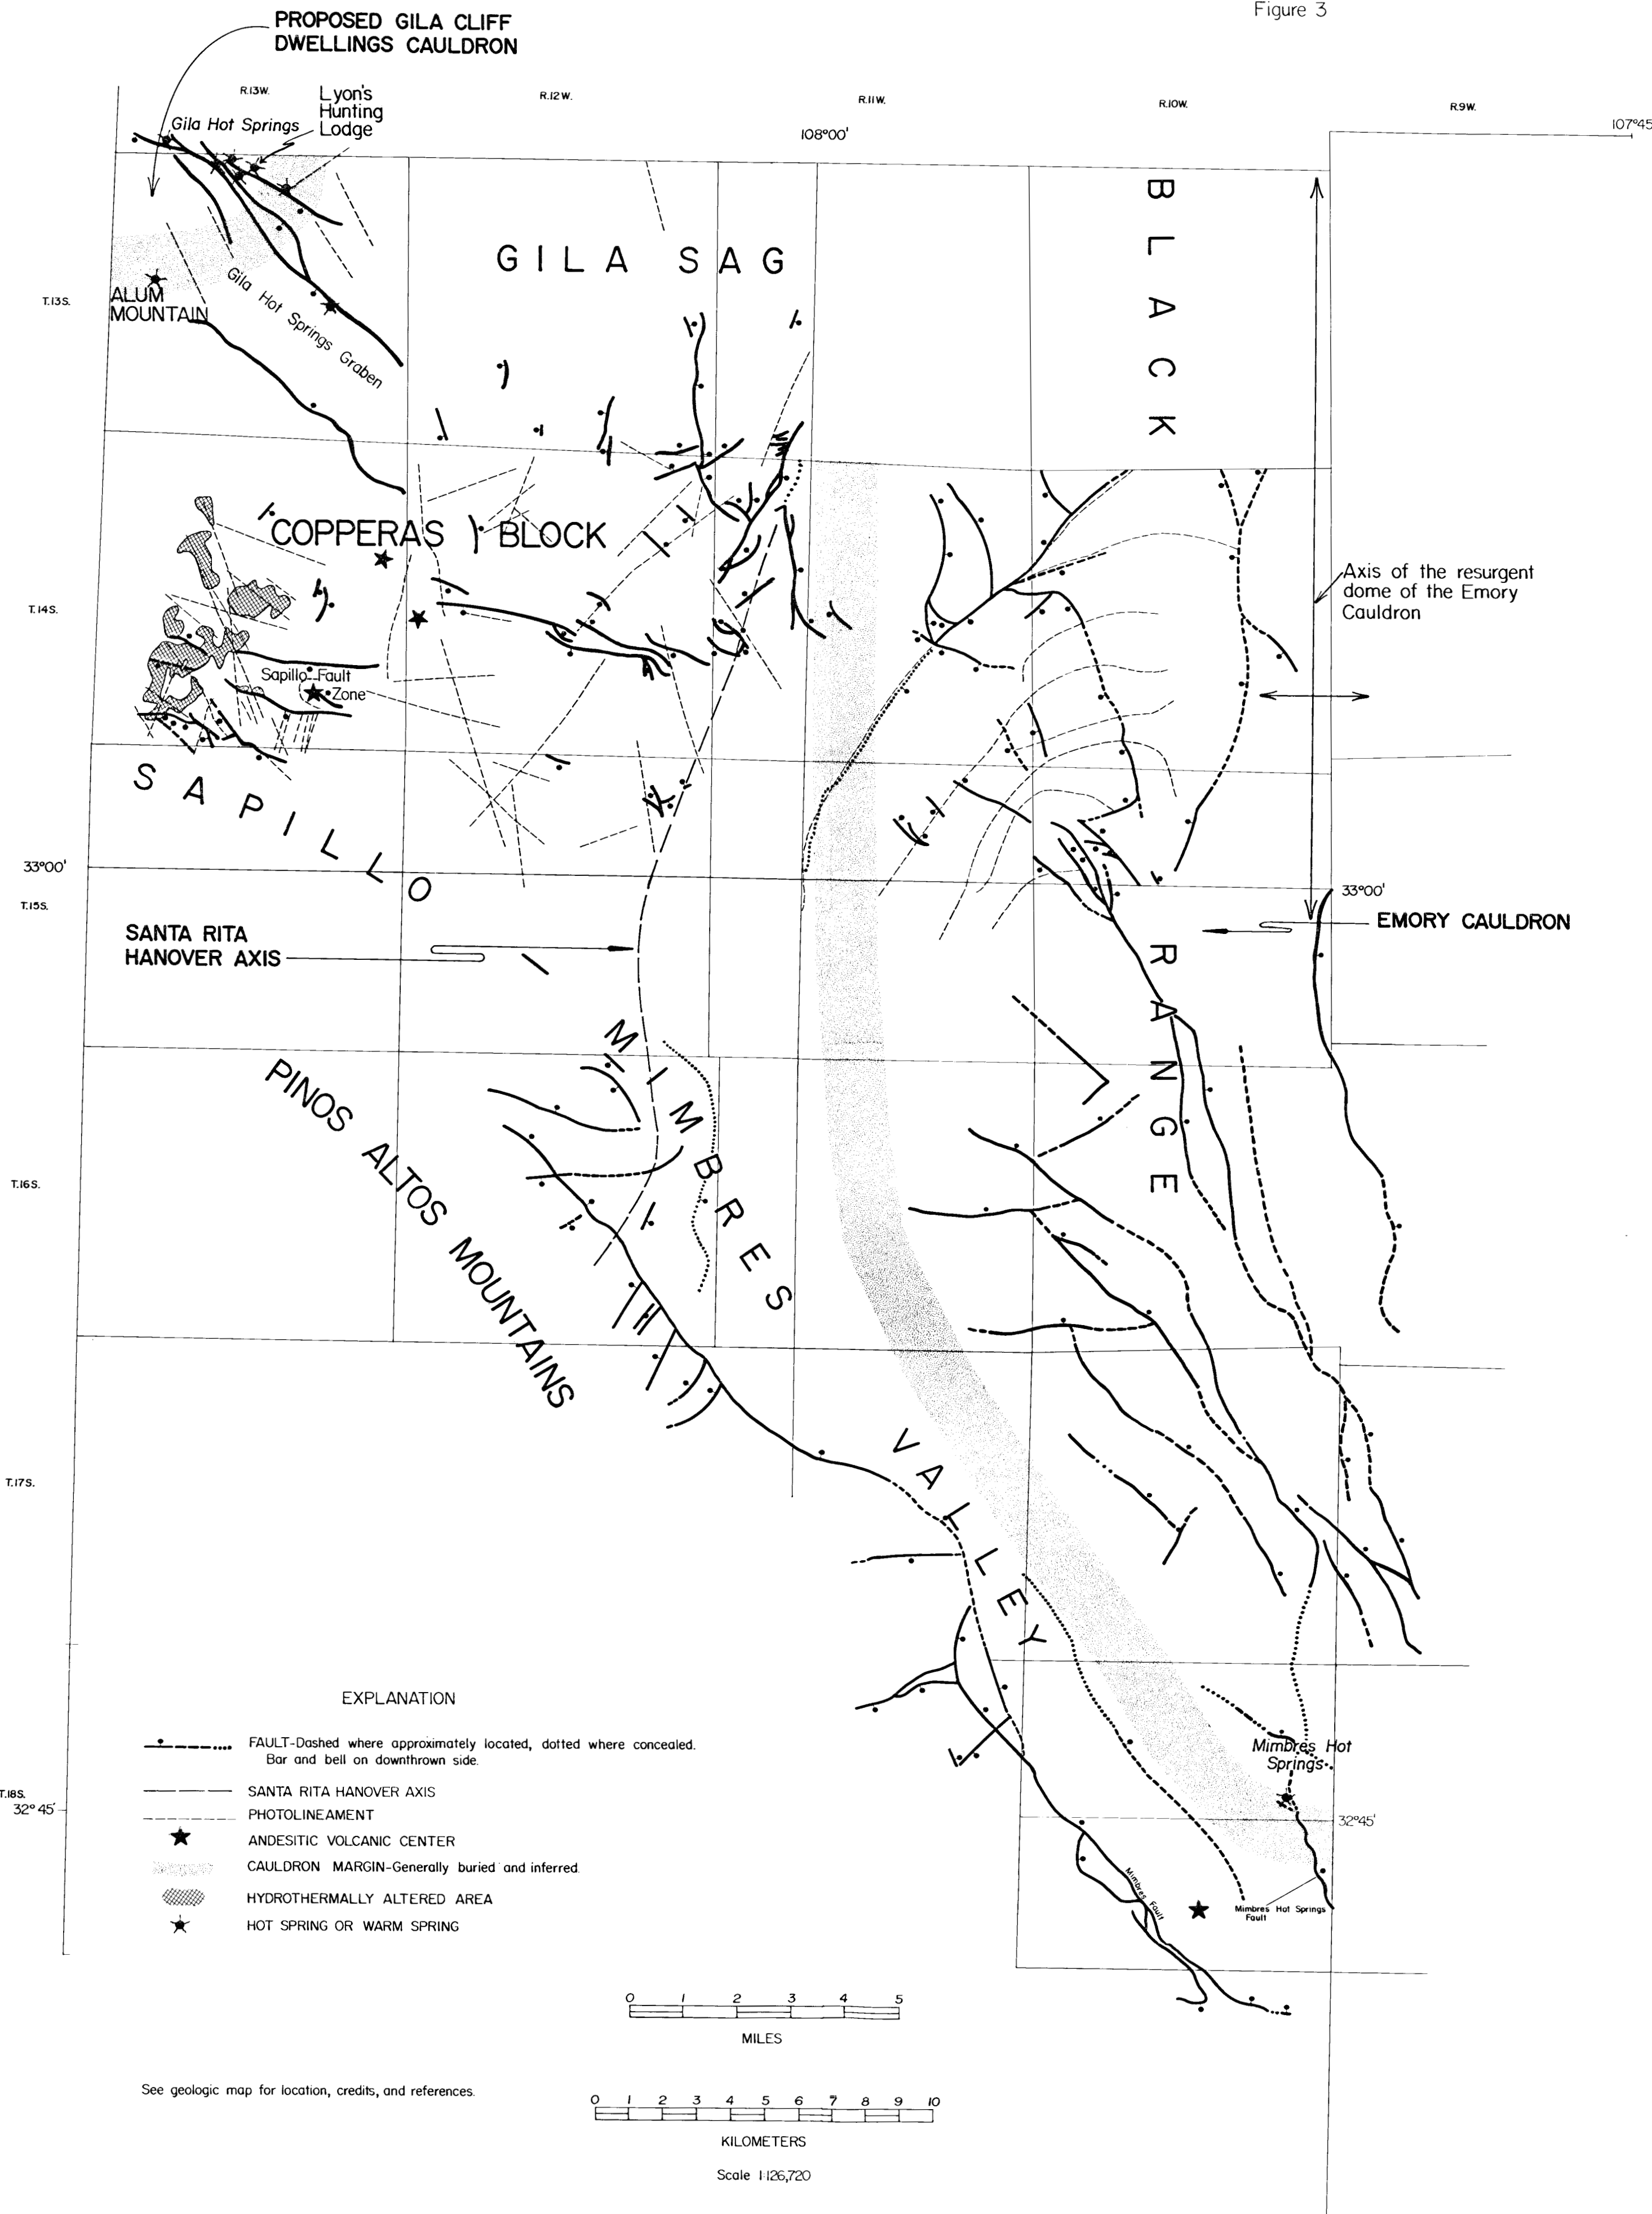 Figure 3
PROPOSED GILA CLIFF
DWELLINGS CAULDRON
R.13W.
Lyon's
Hunting
Lodge
R.12W.
R.11W.
R.10W.
R.9W.
Gila Hot Springs
108°00'
107°45
BLACK
GILA SAG
T.13S.
ALUM
MOUNTAIN
Gila Hot Springs Graben
COPPERAS BLOCK
Axis of the resurgent
dome of the Emory
Cauldron
T.14S.
Sapillo Fault
Zone
SAPILLO
33°00'
33°00'
T.15S.
EMORY CAULDRON
SANTA RITA
HANOVER AXIS
RANGE
MIMBRES
PINOS ALTOS MOUNTAINS
T.16S.
VALLEY
T.17S.
EXPLANATION
FAULT-Dashed where approximately located, dotted where concealed.
Bar and bell on downthrown side.
SANTA RITA HANOVER AXIS
PHOTOLINEAMENT
ANDESITIC VOLCANIC CENTER
CAULDRON MARGIN-Generally buried and inferred
HYDROTHERMALLY ALTERED AREA
HOT SPRING OR WARM SPRING
Mimbres Hot
Springs
T.18S.
32°45'
32°45'
Mimbres Fault
Mimbres Hot Springs
Fault
0 1 2 3 4 5
MILES
See geologic map for location, credits, and references.
0 1 2 3 4 5 6 7 8 9 10
KILOMETERS
Scale 1:126,720